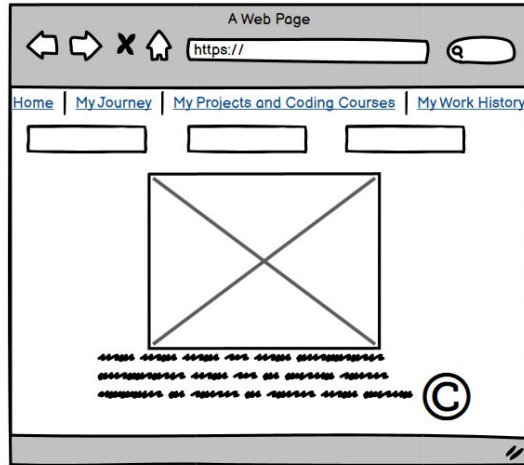 A Web Page
https://
Home | My Journey | My Projects and Coding Courses | My Work History
©